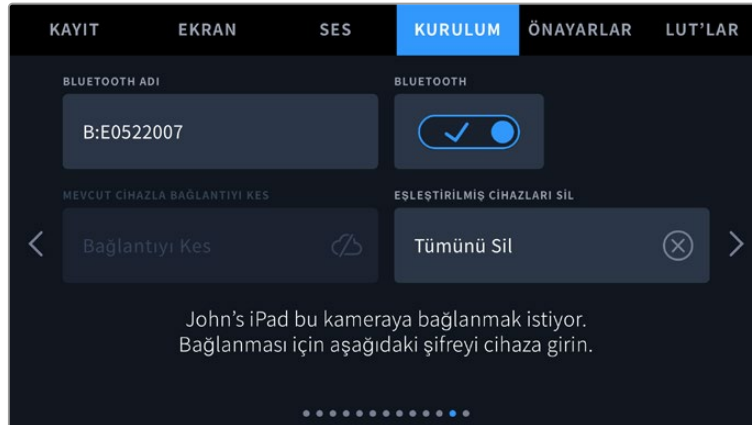 KAYIT EKRAN SES KURULUM ÖNAYARLAR LUT’LAR
BLUETOOTH ADI BLUETOOTH
B:E0522007
MEVCUT CİHAZLA BAĞLANTIYI KES EŞLEŞTİRİLMİŞ CİHAZLARI SİL
Bağlantıyı Kes Tümünü Sil
John’s iPad bu kameraya bağlanmak istiyor.
Bağlanması için aşağıdaki şifreyi cihaza girin.